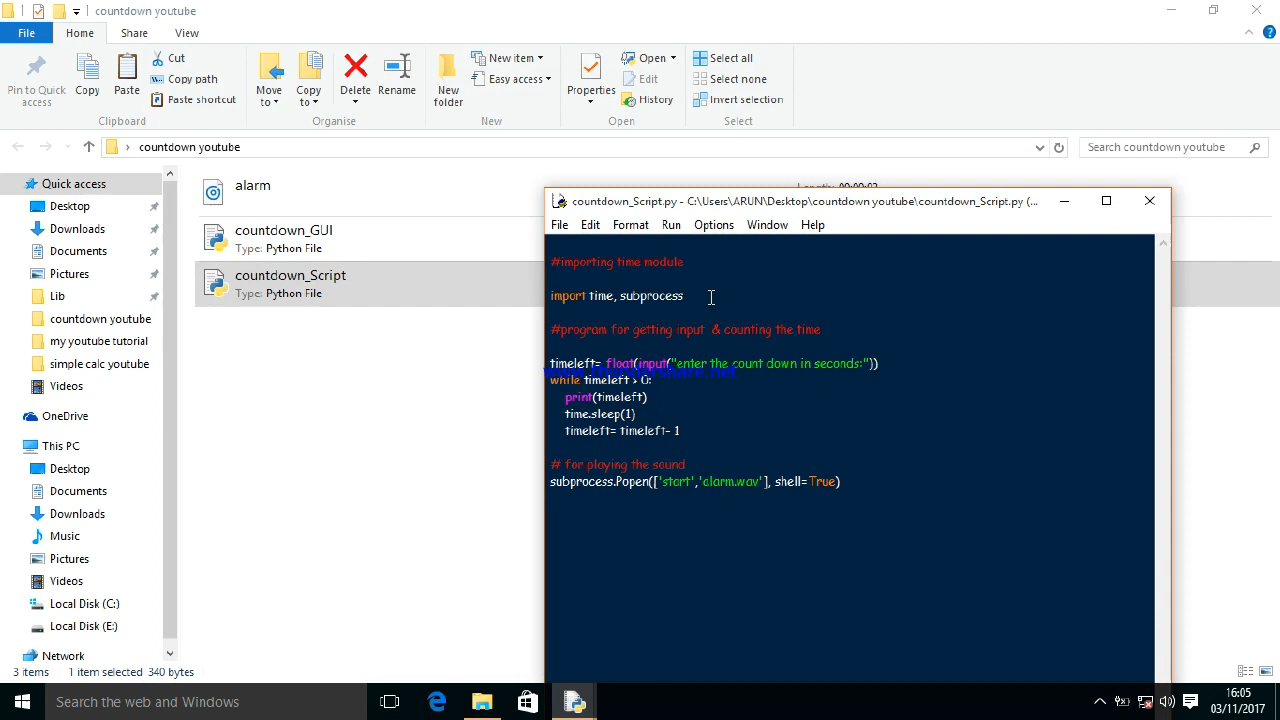 countdown youtube
File Home Share View
Pin to Quick access
Copy
Paste
Cut
Copy path
Paste shortcut
Clipboard
Move to
Copy to
Delete
Rename
Organise
New folder
New item
Easy access
New
Properties
Open
Edit
History
Open
Select all
Select none
Invert selection
Select
countdown youtube
Search countdown youtube
Quick access
Desktop
Downloads
Documents
Pictures
Lib
countdown youtube
my youtube tutorial
simple calc youtube
Videos
OneDrive
This PC
Desktop
Documents
Downloads
Music
Pictures
Videos
Local Disk (C:)
Local Disk (E:)
Network
alarm
Length: 00:00:02
countdown_GUI
Type: Python File
countdown_Script
Type: Python File
countdown_Script.py - C:\Users\ARUN\Desktop\countdown youtube\countdown_Script.py (...
File Edit Format Run Options Window Help
#importing time module
import time, subprocess
#program for getting input & counting the time
timeleft= float(input("enter the count down in seconds:"))
www.thundershare.net
while timeleft > 0:
print(timeleft)
time.sleep(1)
timeleft= timeleft- 1
# for playing the sound
subprocess.Popen(['start','alarm.wav'], shell=True)
3 items 1 item selected 340 bytes
Search the web and Windows
16:05
03/11/2017